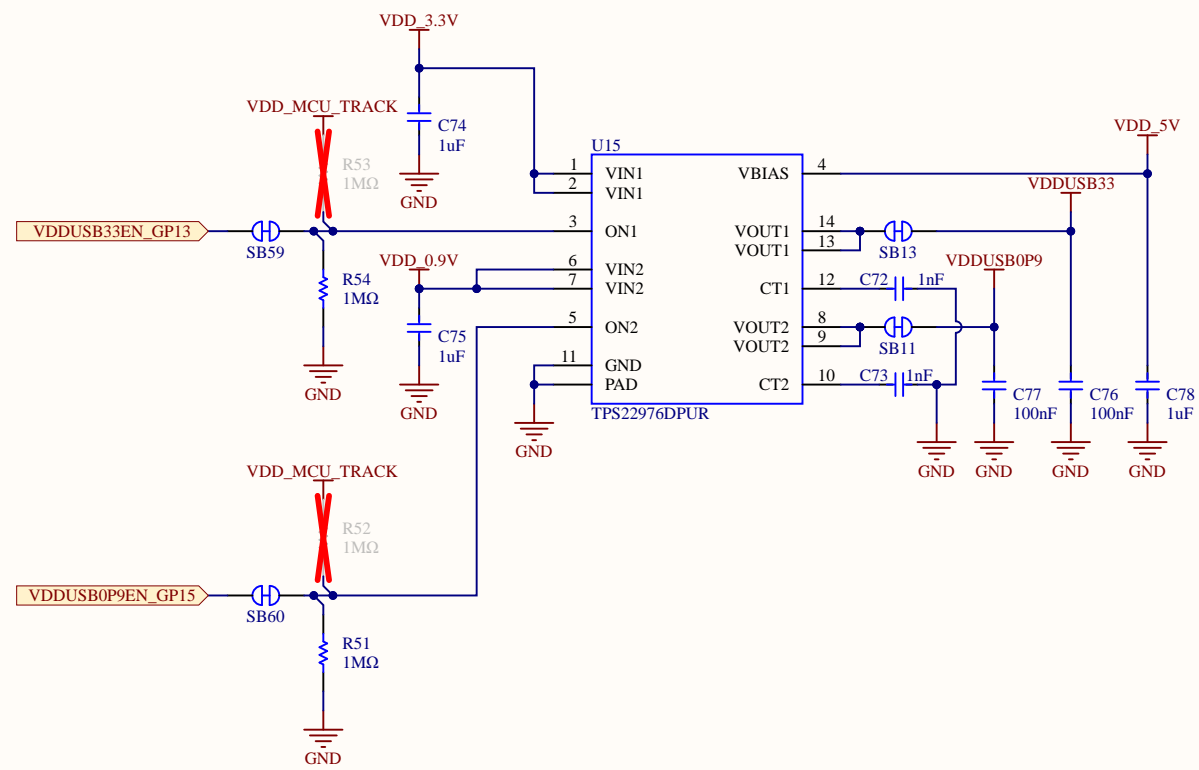 VDD_3.3V
VDD_MCU_TRACK
C74
1uF
GND
R53
1MΩ
VDDUSB33EN_GP13
SB59
R54
1MΩ
GND
VDD_0.9V
C75
1uF
GND
U15
1 VIN1 VBIAS 4
2 VIN1
3 ON1 VOUT1 14
VOUT1 13
6 VIN2
7 VIN2 CT1 12
5 ON2 VOUT2 8
VOUT2 9
11 GND
PAD CT2 10
TPS22976DPUR
GND
VDD_5V
VDDUSB33
SB13
VDDUSB0P9
C72 1nF
SB11
C73 1nF
C77
100nF
C76
100nF
C78
1uF
GND
GND
GND
GND
VDD_MCU_TRACK
R52
1MΩ
VDDUSB0P9EN_GP15
SB60
R51
1MΩ
GND